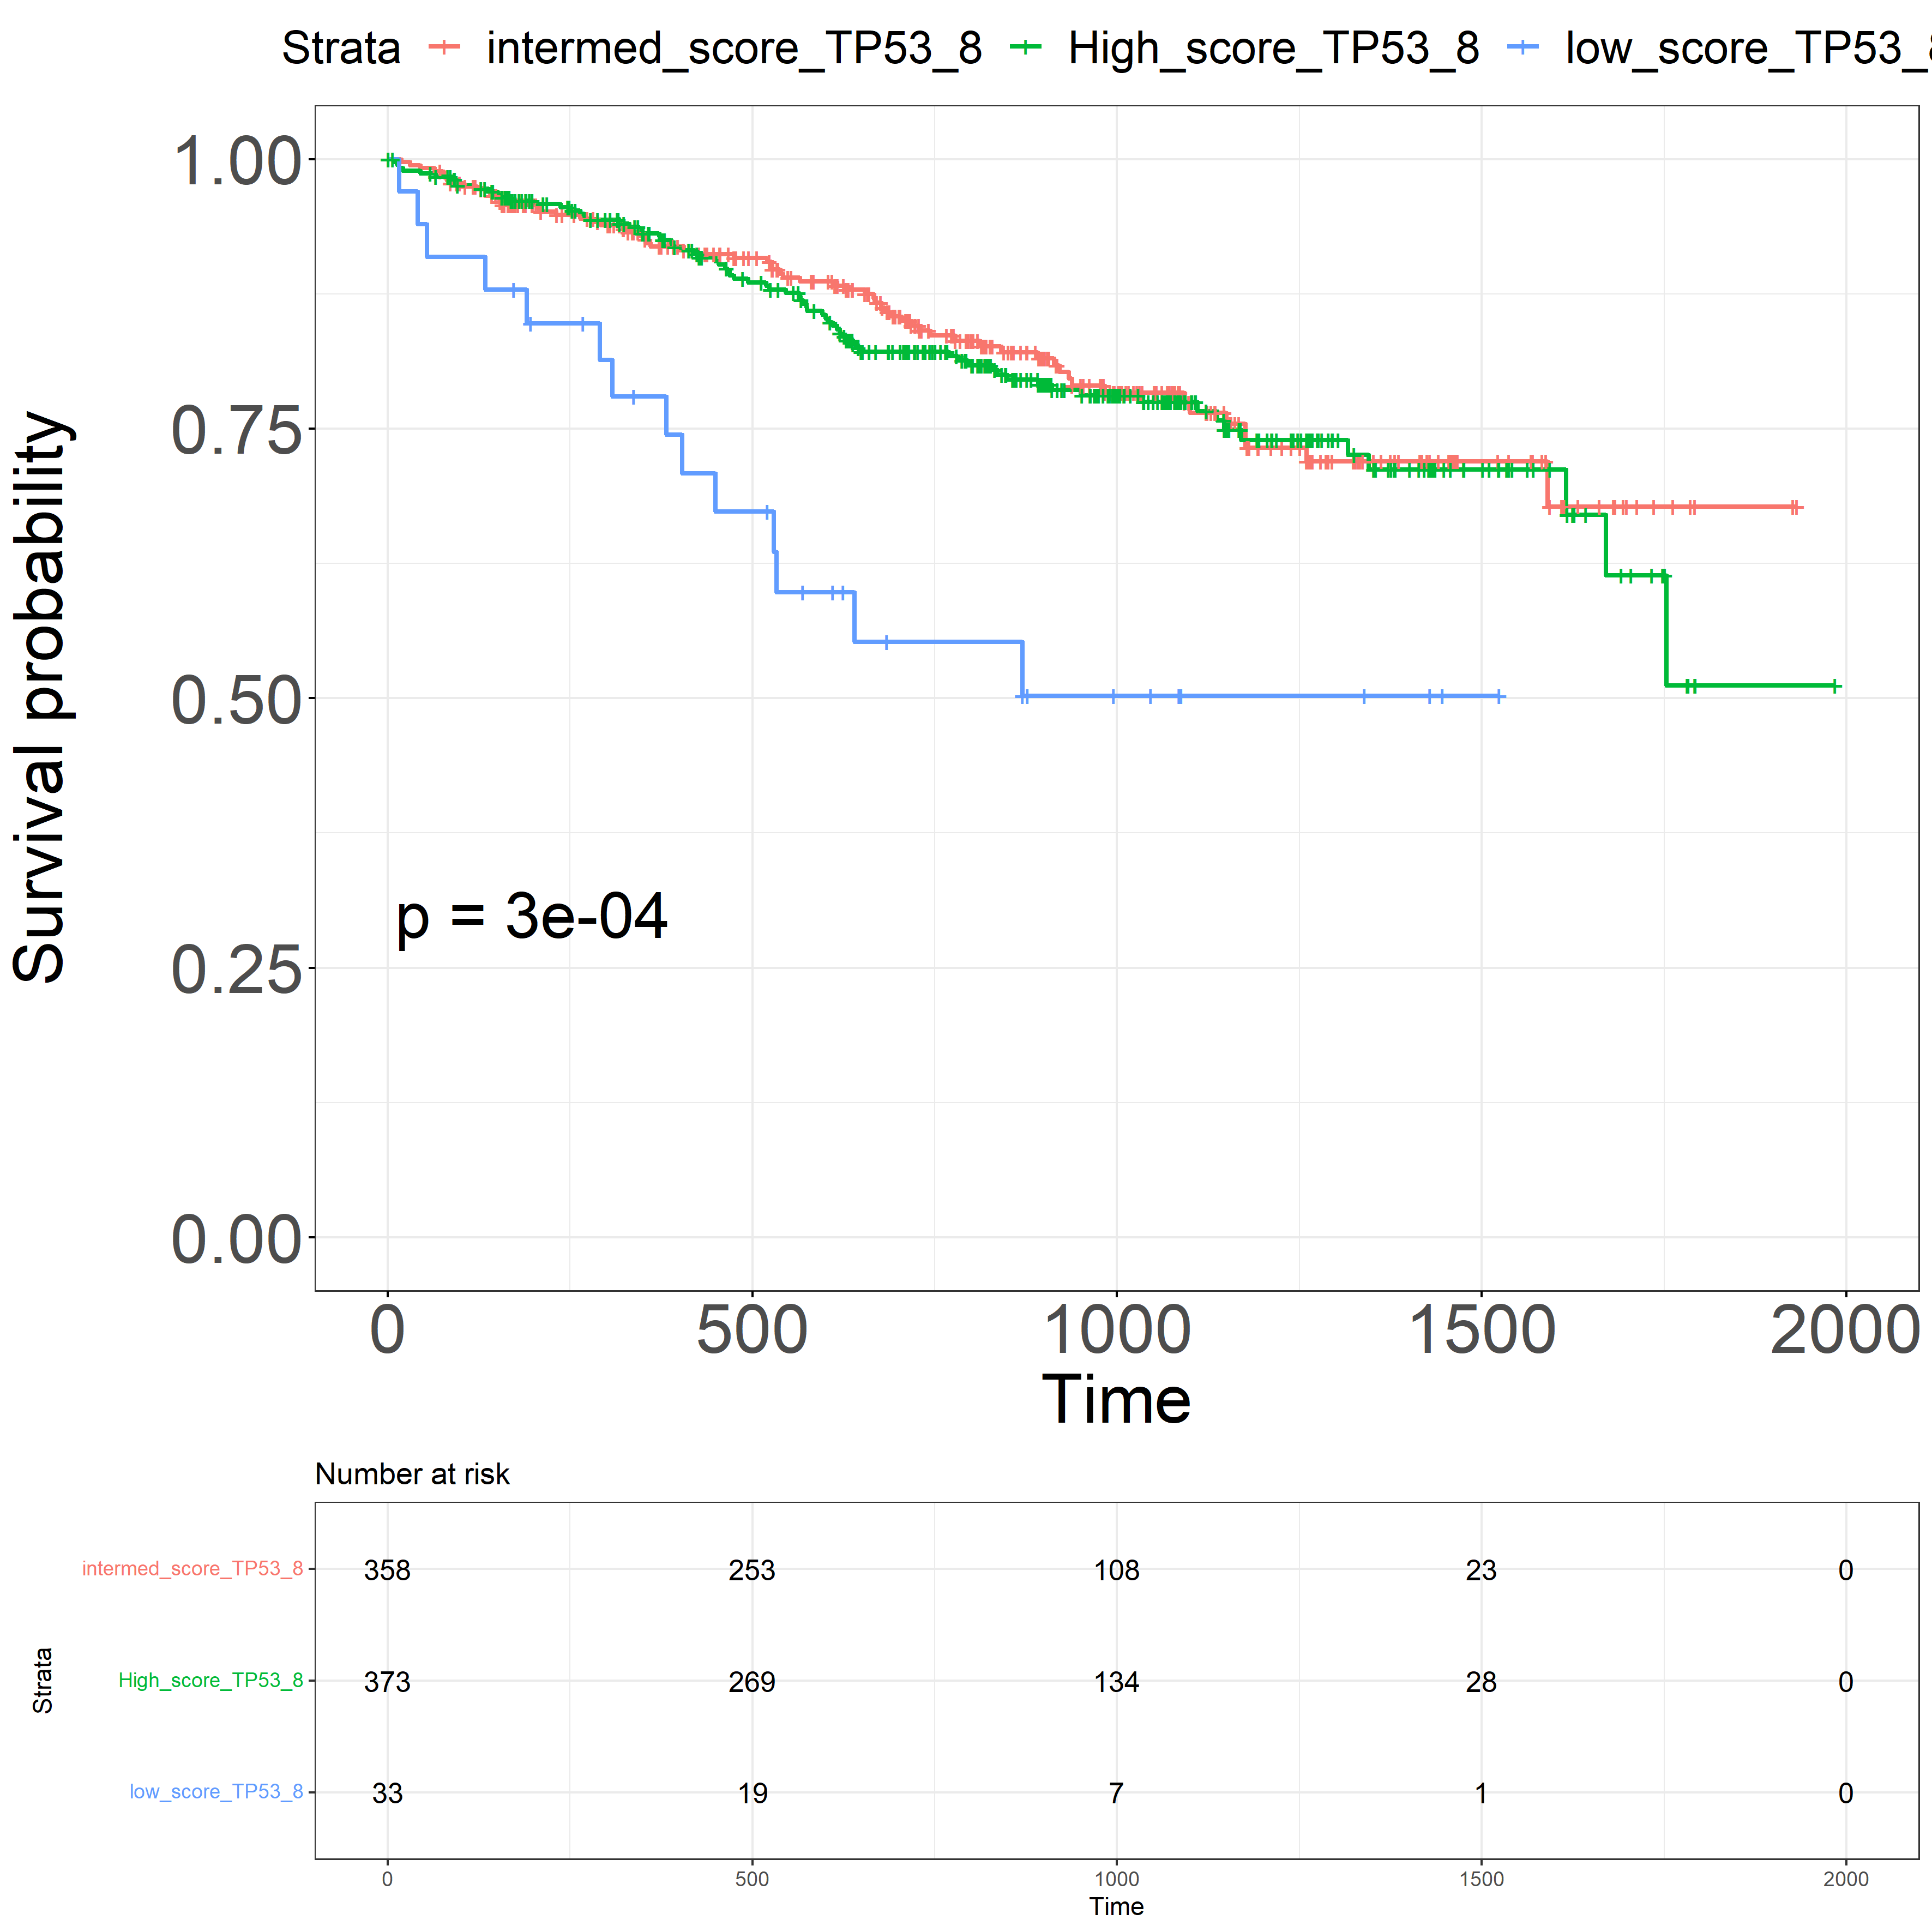 Strata intermed_score_TP53_8 High_score_TP53_8 low_score_TP53_8
1.00
0.75
0.50
0.25
0.00
Survival probability
p = 3e-04
0 500 1000 1500 2000
Time
Number at risk
intermed_score_TP53_8 358 253 108 23 0
High_score_TP53_8 373 269 134 28 0
low_score_TP53_8 33 19 7 1 0
Strata
0 500 1000 1500 2000
Time